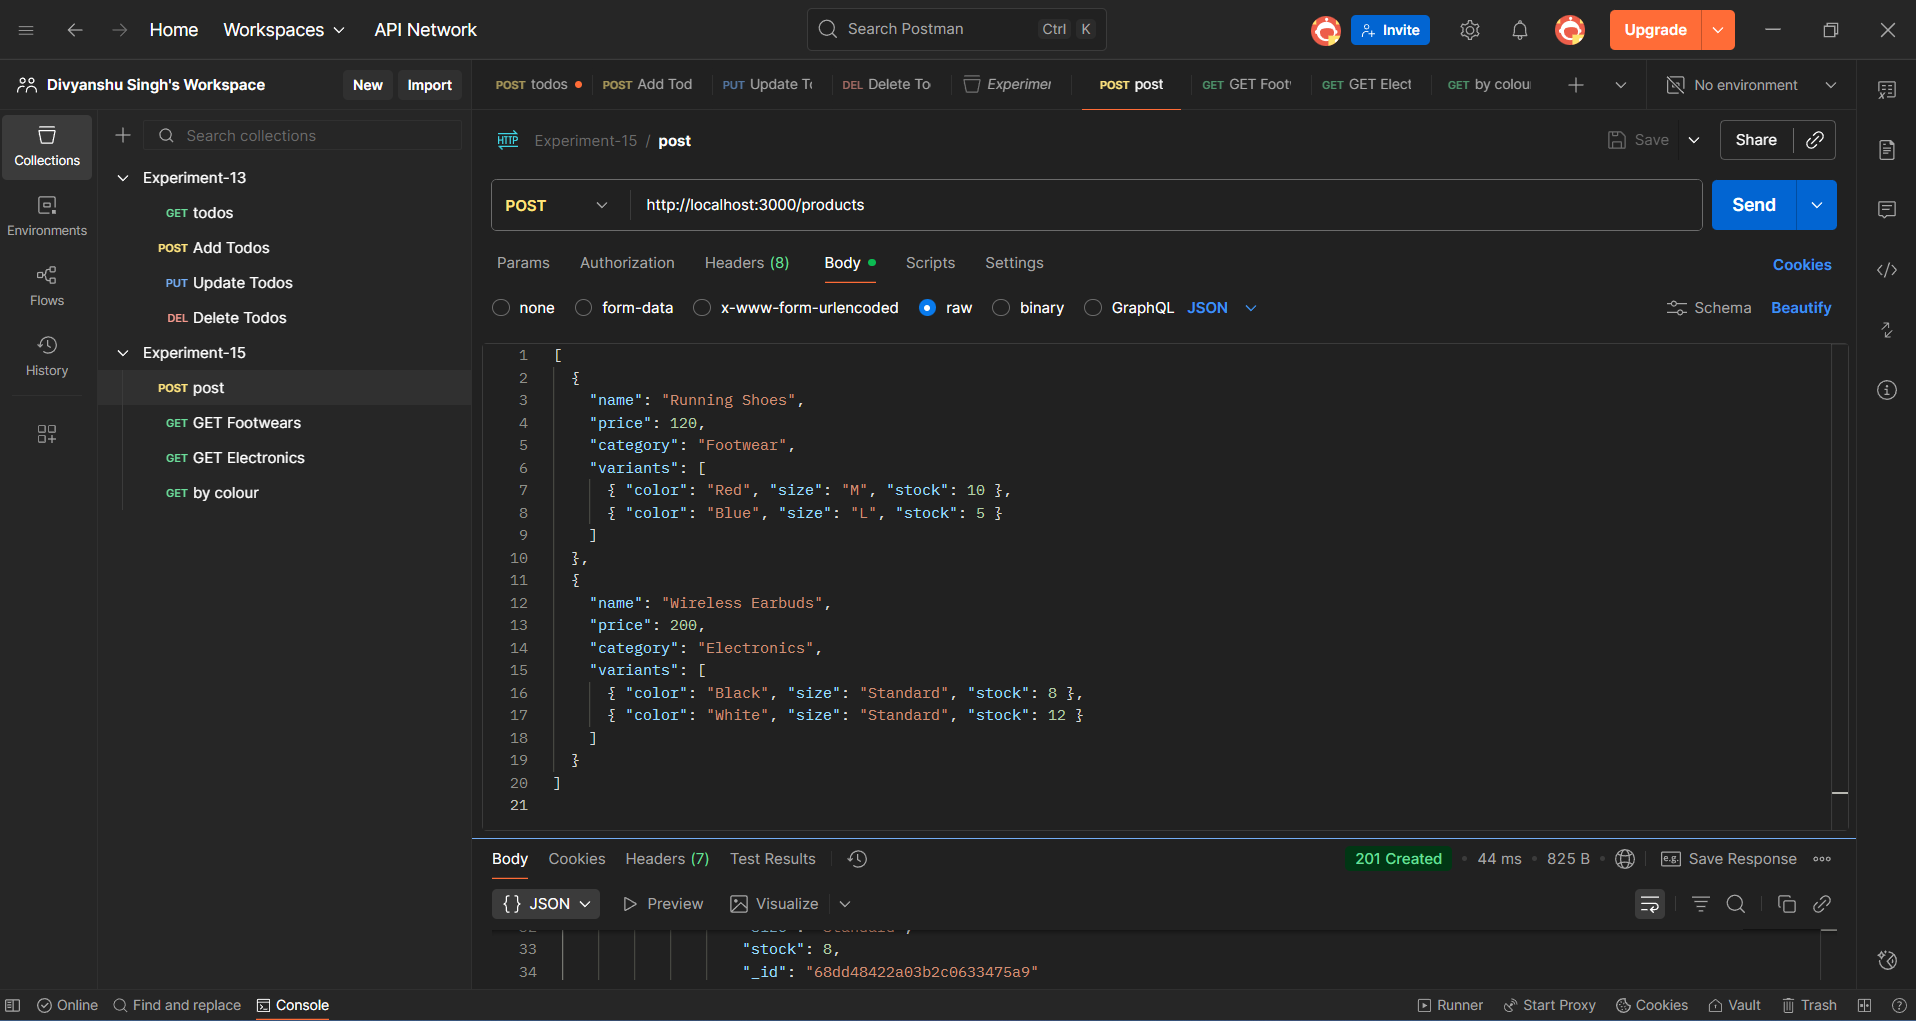 Home Workspaces API Network Search Postman Ctrl K Invite Upgrade
Divyanshu Singh's Workspace New Import
POST todos POST Add Tod PUT Update T DEL Delete To Experimer POST post GET GET Foot GET GET Elect GET by colou No environment
Collections
Environments
Flows
History
Search collections
Experiment-13
GET todos
POST Add Todos
PUT Update Todos
DEL Delete Todos
Experiment-15
POST post
GET GET Footwears
GET GET Electronics
GET by colour
HTTP Experiment-15 / post Save Share
POST http://localhost:3000/products Send
Params Authorization Headers (8) Body Scripts Settings Cookies
none form-data x-www-form-urlencoded raw binary GraphQL JSON Schema Beautify
1 [
2 {
3 "name": "Running Shoes",
4 "price": 120,
5 "category": "Footwear",
6 "variants": [
7 { "color": "Red", "size": "M", "stock": 10 },
8 { "color": "Blue", "size": "L", "stock": 5 }
9 ]
10 },
11 {
12 "name": "Wireless Earbuds",
13 "price": 200,
14 "category": "Electronics",
15 "variants": [
16 { "color": "Black", "size": "Standard", "stock": 8 },
17 { "color": "White", "size": "Standard", "stock": 12 }
18 ]
19 }
20 ]
21
Body Cookies Headers (7) Test Results 201 Created 44 ms 825 B e.g. Save Response
{} JSON Preview Visualize
33 "stock": 8,
34 "_id": "68dd48422a03b2c0633475a9"
Online Find and replace Console Runner Start Proxy Cookies Vault Trash